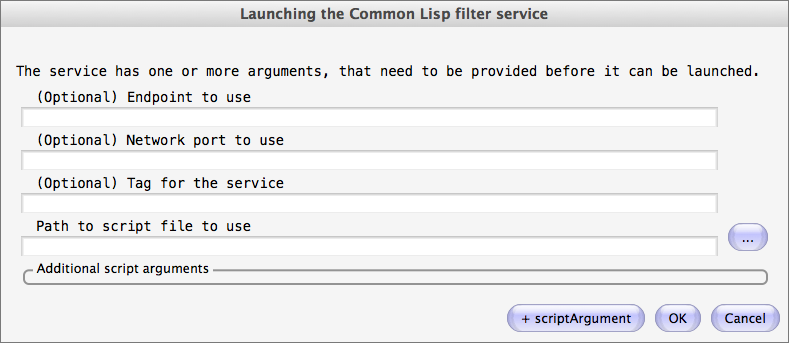 Launching the Common Lisp filter service
The service has one or more arguments, that need to be provided before it can be launched.
(Optional) Endpoint to use
(Optional) Network port to use
(Optional) Tag for the service
Path to script file to use
...
Additional script arguments
+ scriptArgument OK Cancel